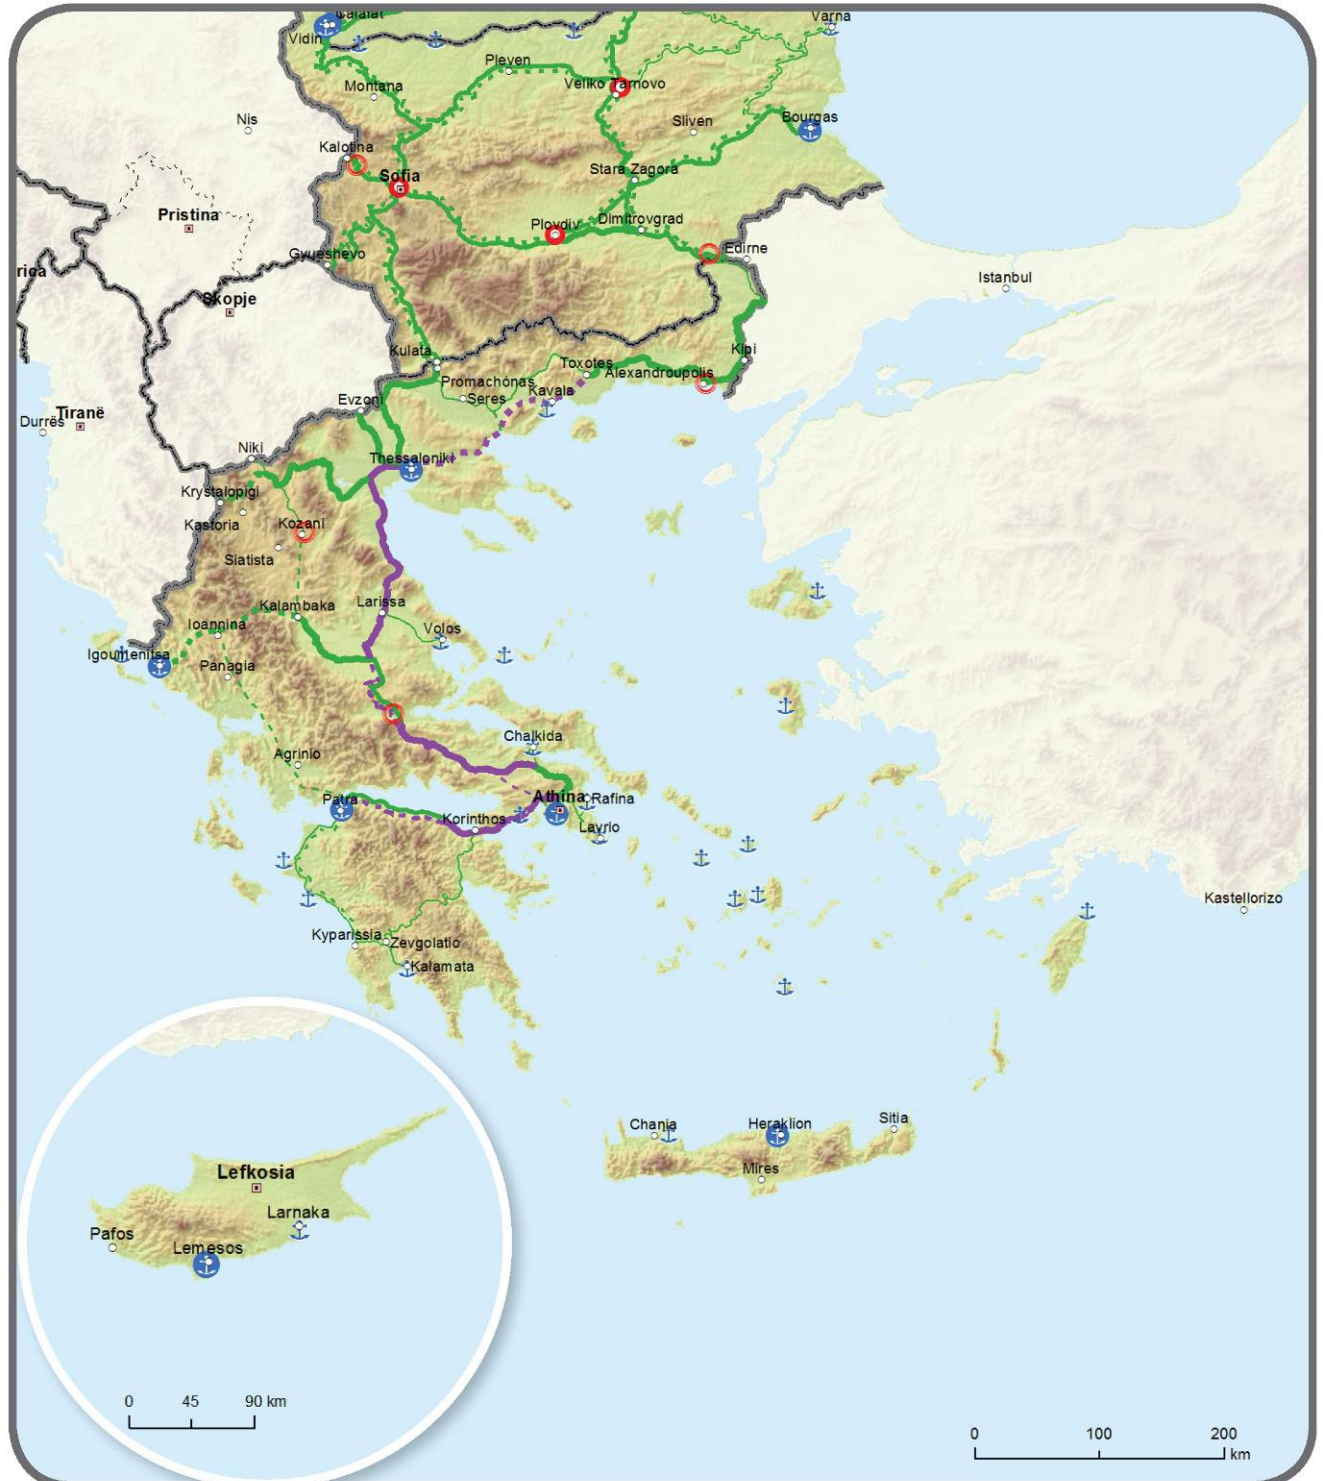 Calafat
Varna
Vidin
Pleven
Montana
Veliko Tarnovo
Nis
Sliven
Bourgas
Kalotina
Sofia
Stara Zagora
Pristina
Plovdiv
Dimitrovgrad
Edirne
Gyueshevo
rica
Istanbul
Skopje
Kulata
Kipi
Toxotes
Alexandroupolis
Promachonas
Kavala
Seres
Evzoni
Tiranë
Durrës
Niki
Thessaloniki
Krystalopigi
Kastoria
Kozani
Siatista
Kalambaka
Larissa
Ioannina
Volos
Igoumenitsa
Panagia
Chalkida
Agrinio
Patra
Athina
Rafina
Korinthos
Lavrio
Kastellorizo
Kyparissia
Zevgolatio
Kalamata
Chania
Heraklion
Sitia
Mires
Lefkosia
Larnaka
Pafos
Lemesos
0 45 90 km
0 100 200
km